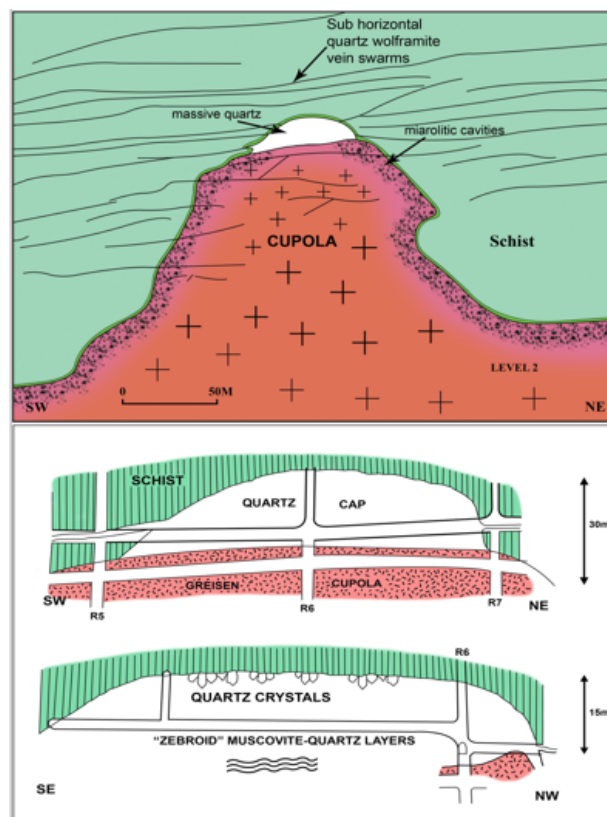 Sub horizontal
quartz wolframite
vein swarms
massive quartz
miarolitic cavities
CUPOLA
Schist
LEVEL 2
0 50M
SW NE
SCHIST
QUARTZ CAP
30m
GREISEN CUPOLA
SW NE
R5 R6 R7
R6
QUARTZ CRYSTALS
15m
"ZEBROID" MUSCOVITE-QUARTZ LAYERS
SE NW